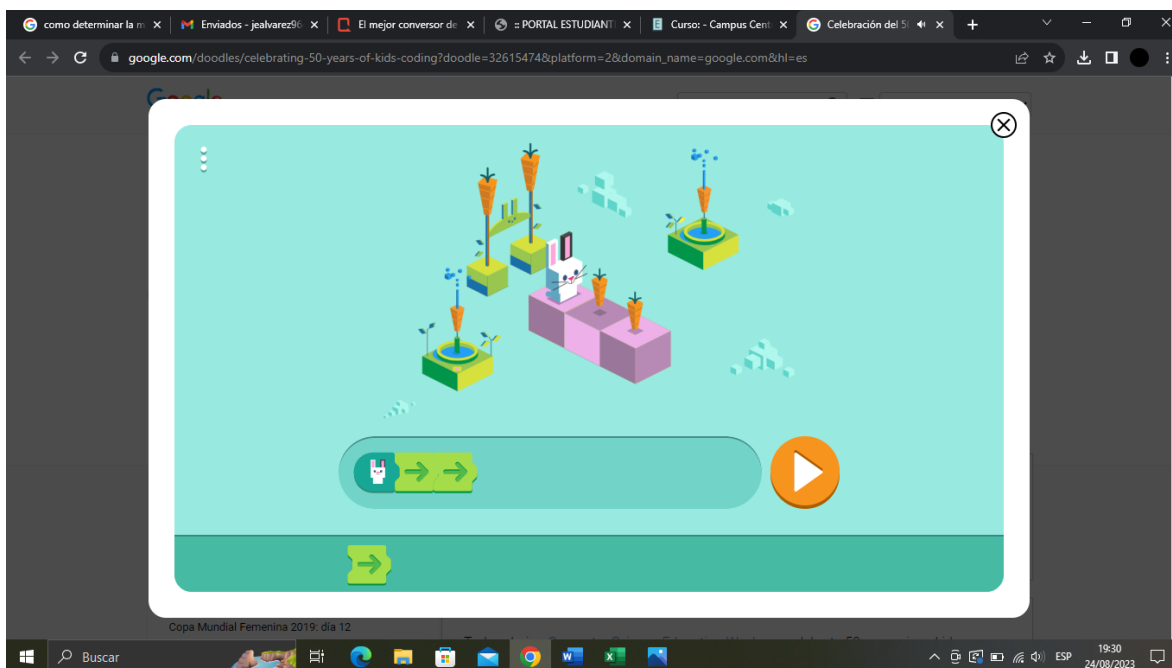 como determinar la m
Enviados - jealvarez96
El mejor conversor de
:: PORTAL ESTUDIANTI
Curso: - Campus Cent
Celebración del 5
google.com/doodles/celebrating-50-years-of-kids-coding?doodle=32615474&platform=2&domain_name=google.com&hl=es
Google
Copa Mundial Femenina 2019: día 12
Buscar
ESP
19:30
24/08/2023